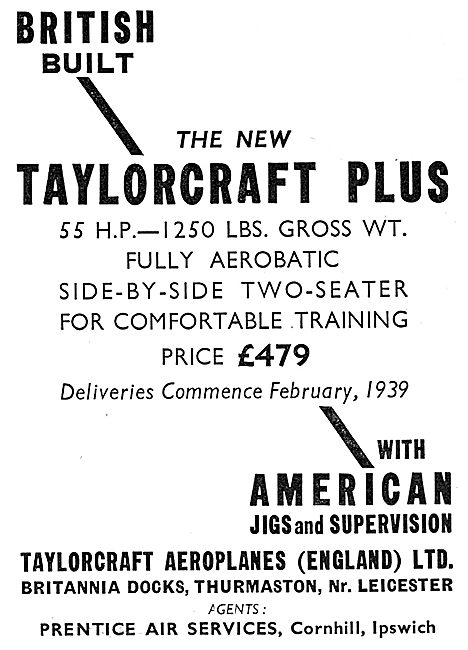 BRITISH
BUILT
THE NEW
TAYLORCRAFT PLUS
55 H.P.—1250 LBS. GROSS WT.
FULLY AEROBATIC
SIDE-BY-SIDE TWO-SEATER
FOR COMFORTABLE TRAINING
PRICE £479
Deliveries Commence February, 1939
WITH
AMERICAN
JIGS and SUPERVISION
TAYLORCRAFT AEROPLANES (ENGLAND) LTD.
BRITANNIA DOCKS, THURMASTON, Nr. LEICESTER
AGENTS:
PRENTICE AIR SERVICES, Cornhill, Ipswich